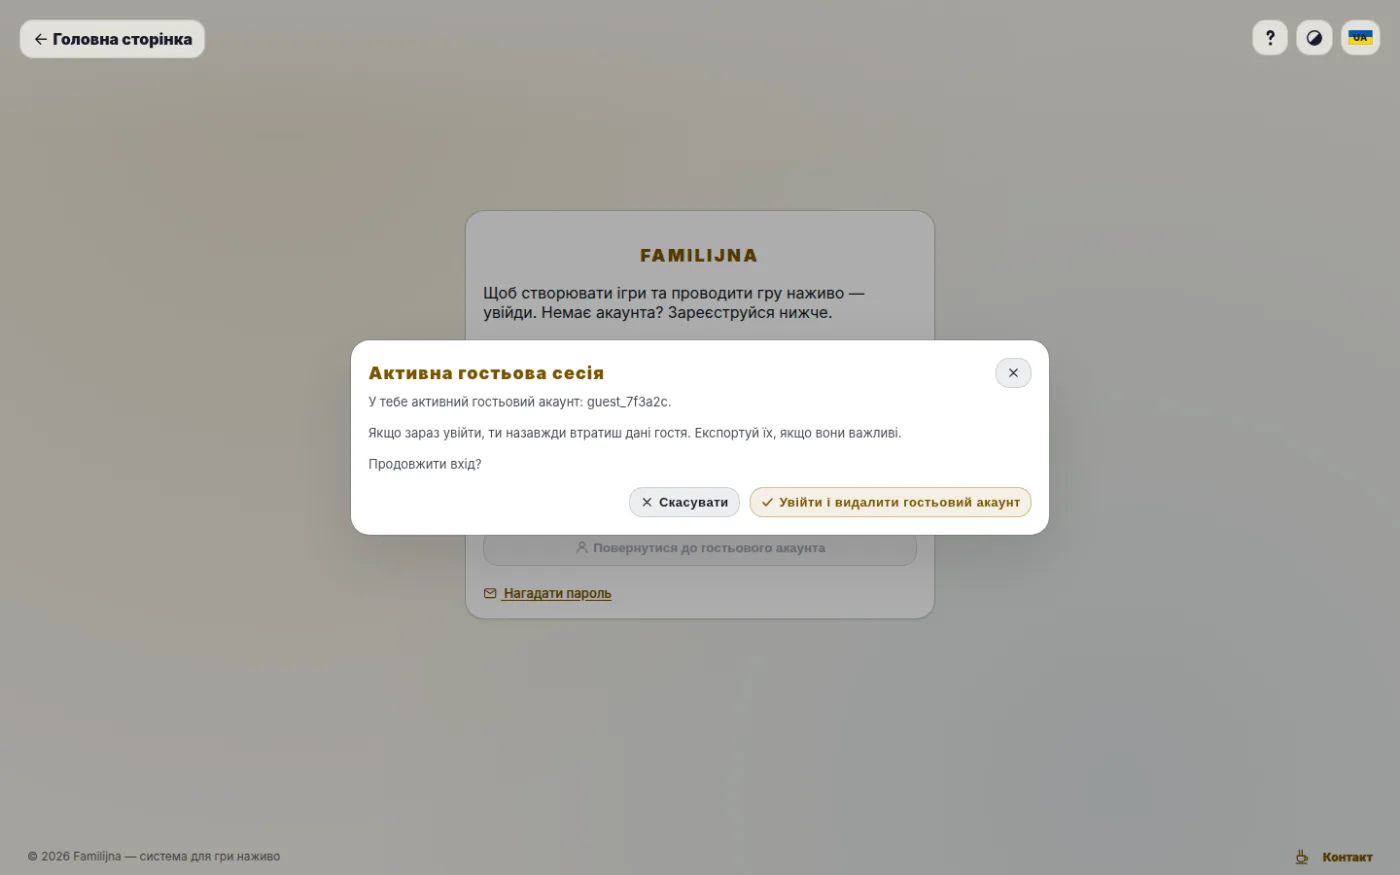 ← Головна сторінка
?
UA
FAMILIJNA
Щоб створювати ігри та проводити гру наживо —
увійди. Немає акаунта? Зареєструйся нижче.
Активна гостьова сесія
У тебе активний гостьовий акаунт: guest_7f3a2c.
Якщо зараз увійти, ти назавжди втратиш дані гостя. Експортуй їх, якщо вони важливі.
Продовжити вхід?
Скасувати
Увійти і видалити гостьовий акаунт
Повернутися до гостьового акаунта
Нагадати пароль
© 2026 Familijna — система для гри наживо
Контакт